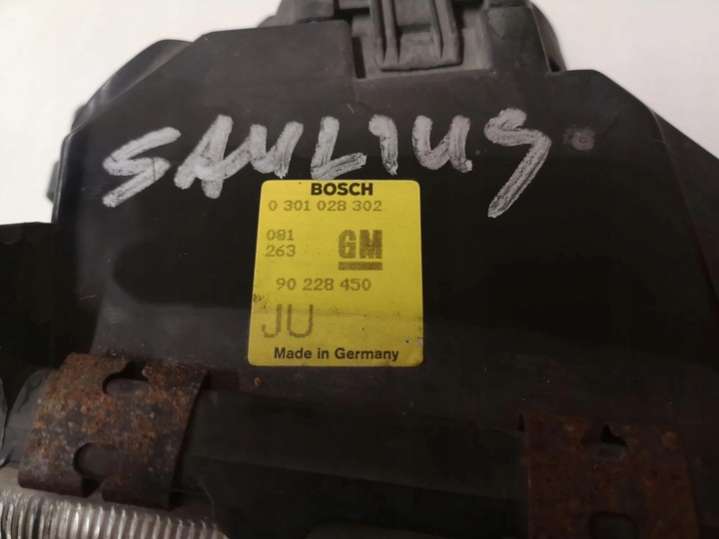 SAULIUS
BOSCH
0 301 028 302
081
263
GM
90 228 450
JU
Made in Germany